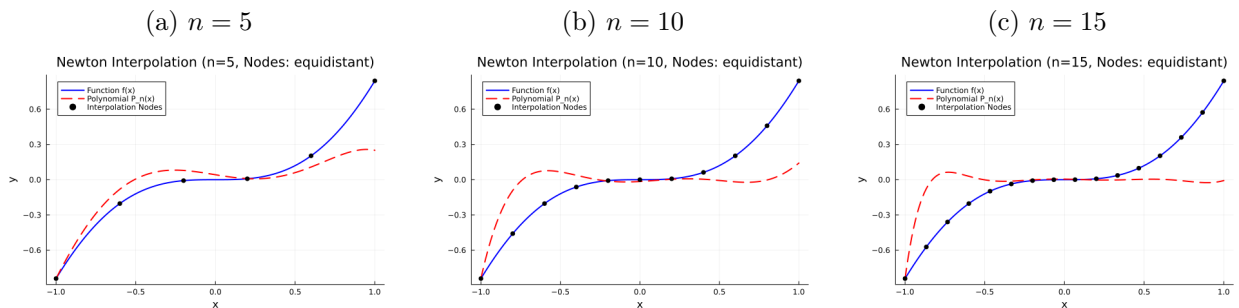 (a) n = 5
(b) n = 10
(c) n = 15
Newton Interpolation (n=5, Nodes: equidistant)
Function f(x)
Polynomial P_n(x)
Interpolation Nodes
0.6
0.3
0.0
−0.3
−0.6
y
−1.0 −0.5 0.0 0.5 1.0
x
Newton Interpolation (n=10, Nodes: equidistant)
Function f(x)
Polynomial P_n(x)
Interpolation Nodes
0.6
0.3
0.0
−0.3
−0.6
y
−1.0 −0.5 0.0 0.5 1.0
x
Newton Interpolation (n=15, Nodes: equidistant)
Function f(x)
Polynomial P_n(x)
Interpolation Nodes
0.6
0.3
0.0
−0.3
−0.6
y
−1.0 −0.5 0.0 0.5 1.0
x